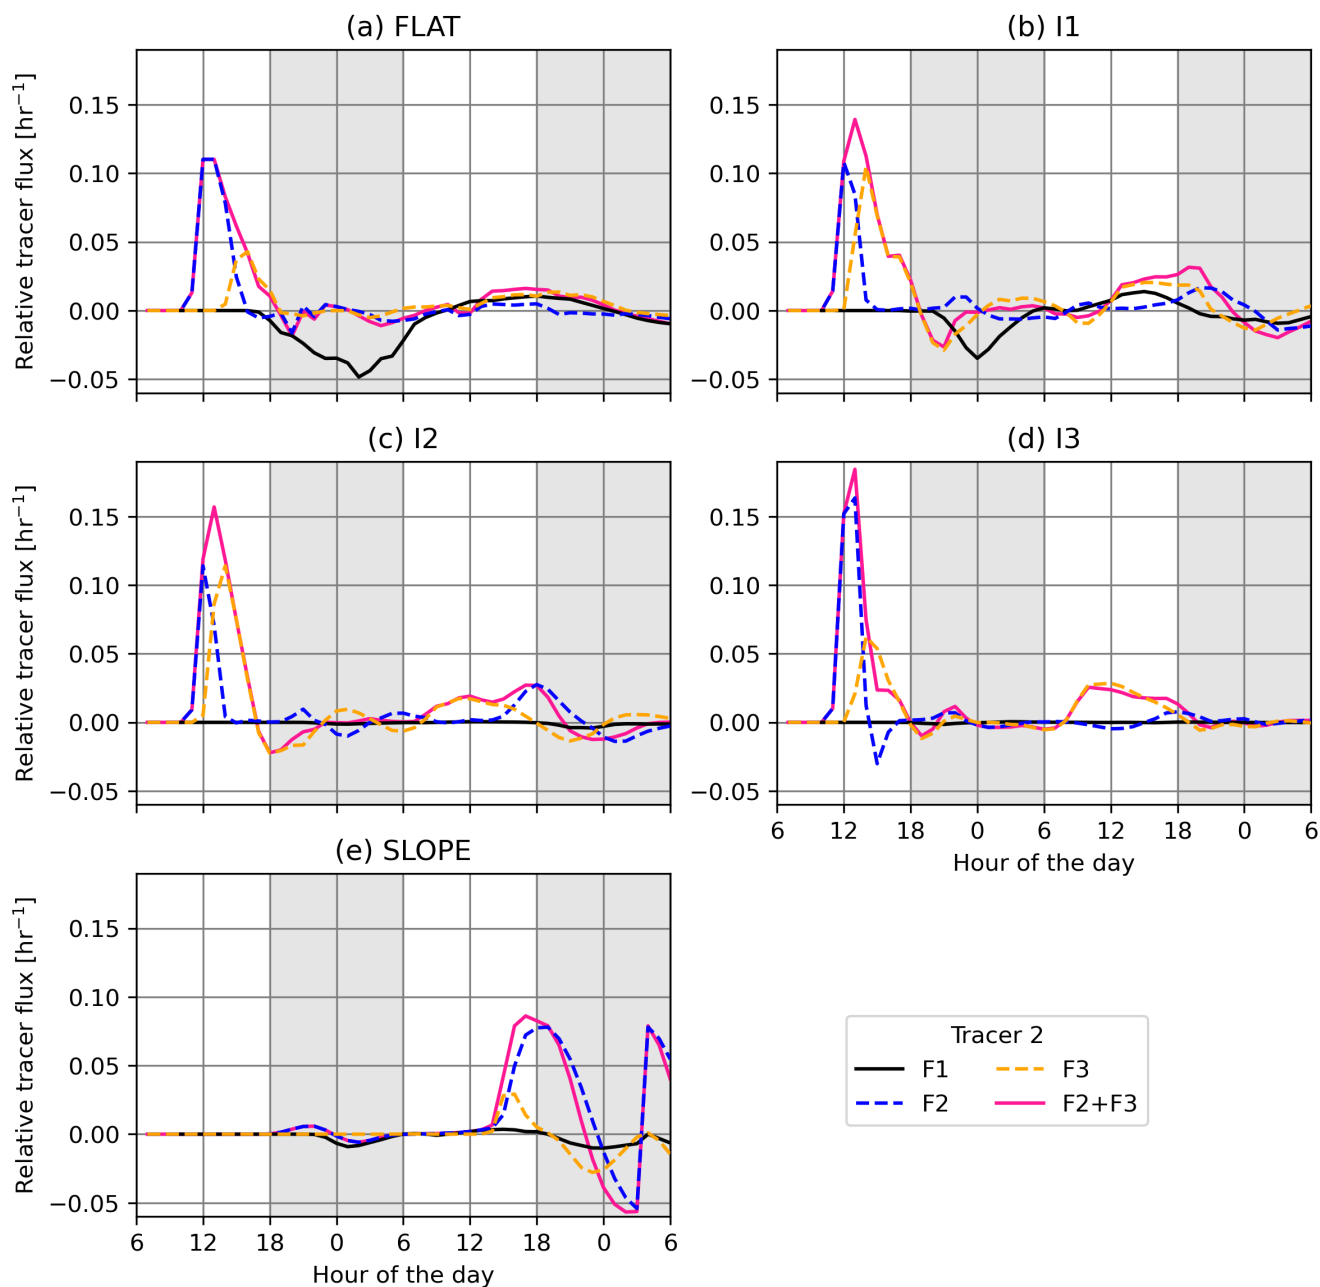 (a) FLAT
(b) I1
Relative tracer flux [hr⁻¹]
0.15
0.10
0.05
0.00
−0.05
0.15
0.10
0.05
0.00
−0.05
(c) I2
(d) I3
Relative tracer flux [hr⁻¹]
0.15
0.10
0.05
0.00
−0.05
0.15
0.10
0.05
0.00
−0.05
6 12 18 0 6 12 18 0 6
Hour of the day
(e) SLOPE
Relative tracer flux [hr⁻¹]
0.15
0.10
0.05
0.00
−0.05
6 12 18 0 6 12 18 0 6
Hour of the day
Tracer 2
F1 F3
F2 F2+F3